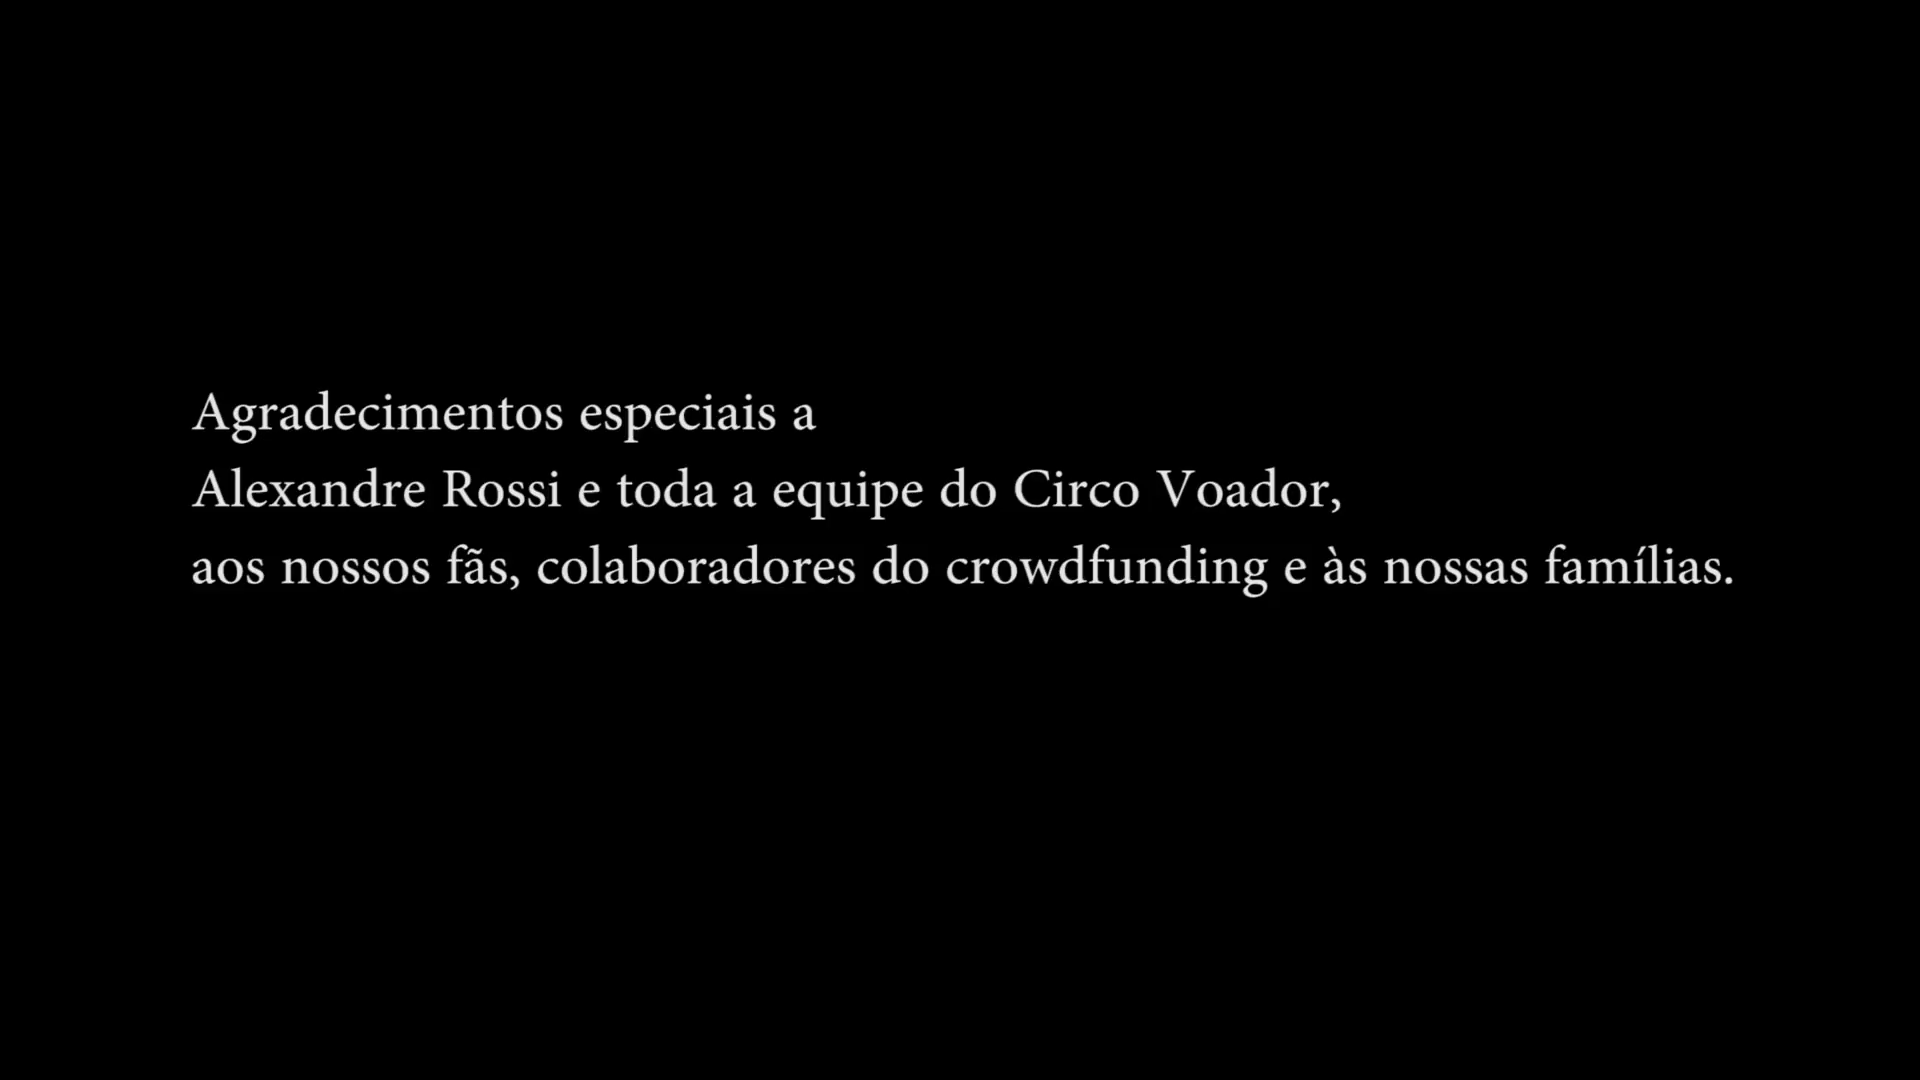 Agradecimentos especiais a
Alexandre Rossi e toda a equipe do Circo Voador,
aos nossos fãs, colaboradores do crowdfunding e às nossas famílias.